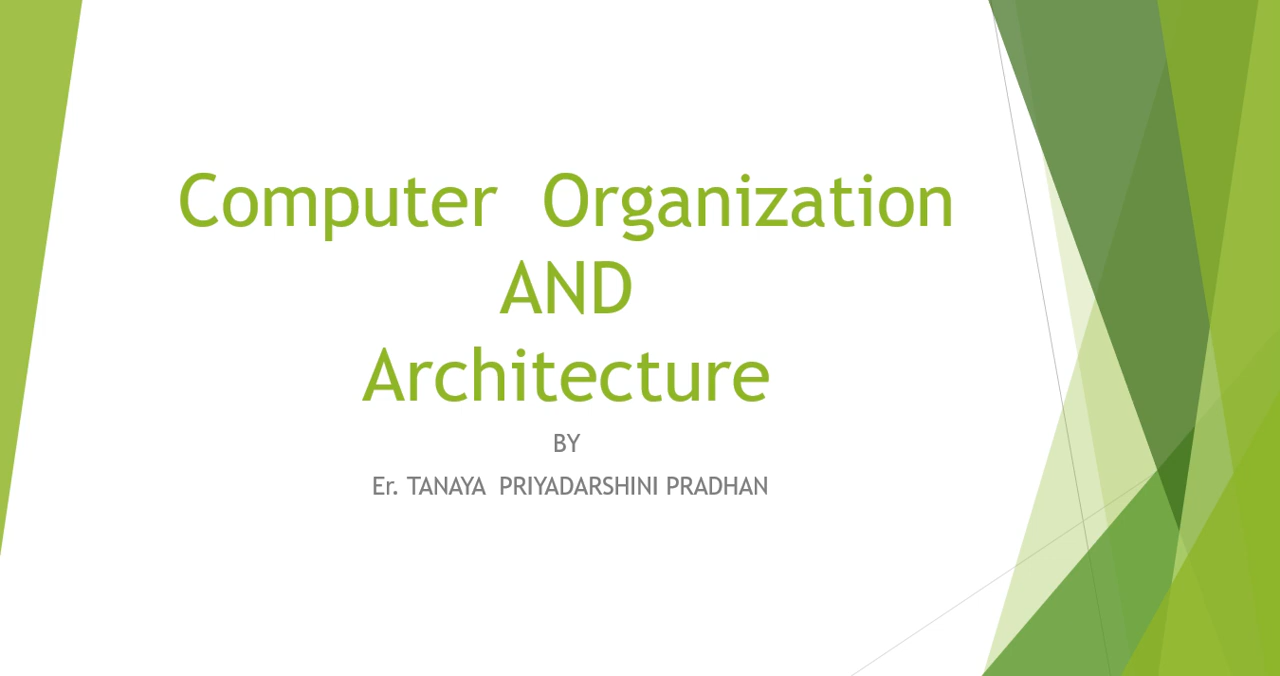 Computer  Organization
AND
Architecture
BY
Er. TANAYA  PRIYADARSHINI PRADHAN